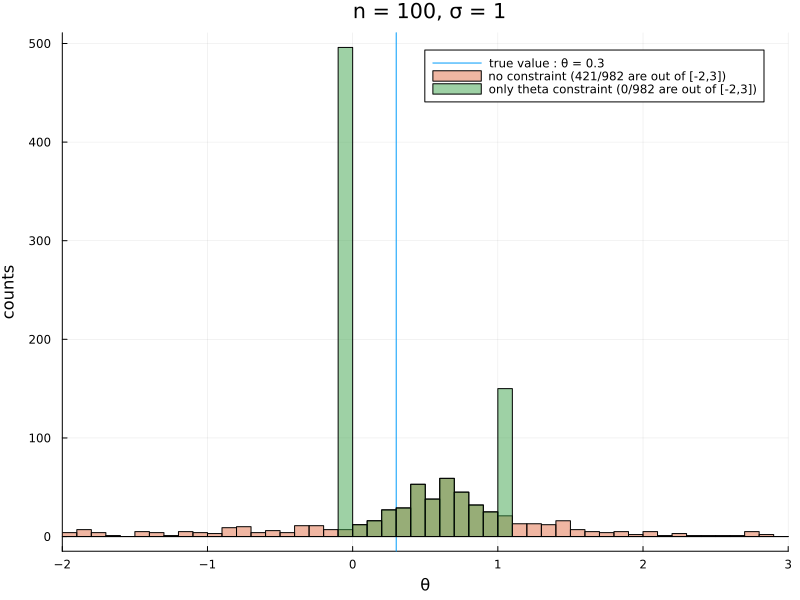 n = 100, σ = 1
500
400
300
200
100
0
counts
true value : θ = 0.3
no constraint (421/982 are out of [-2,3])
only theta constraint (0/982 are out of [-2,3])
−2 −1 0 1 2 3
θ